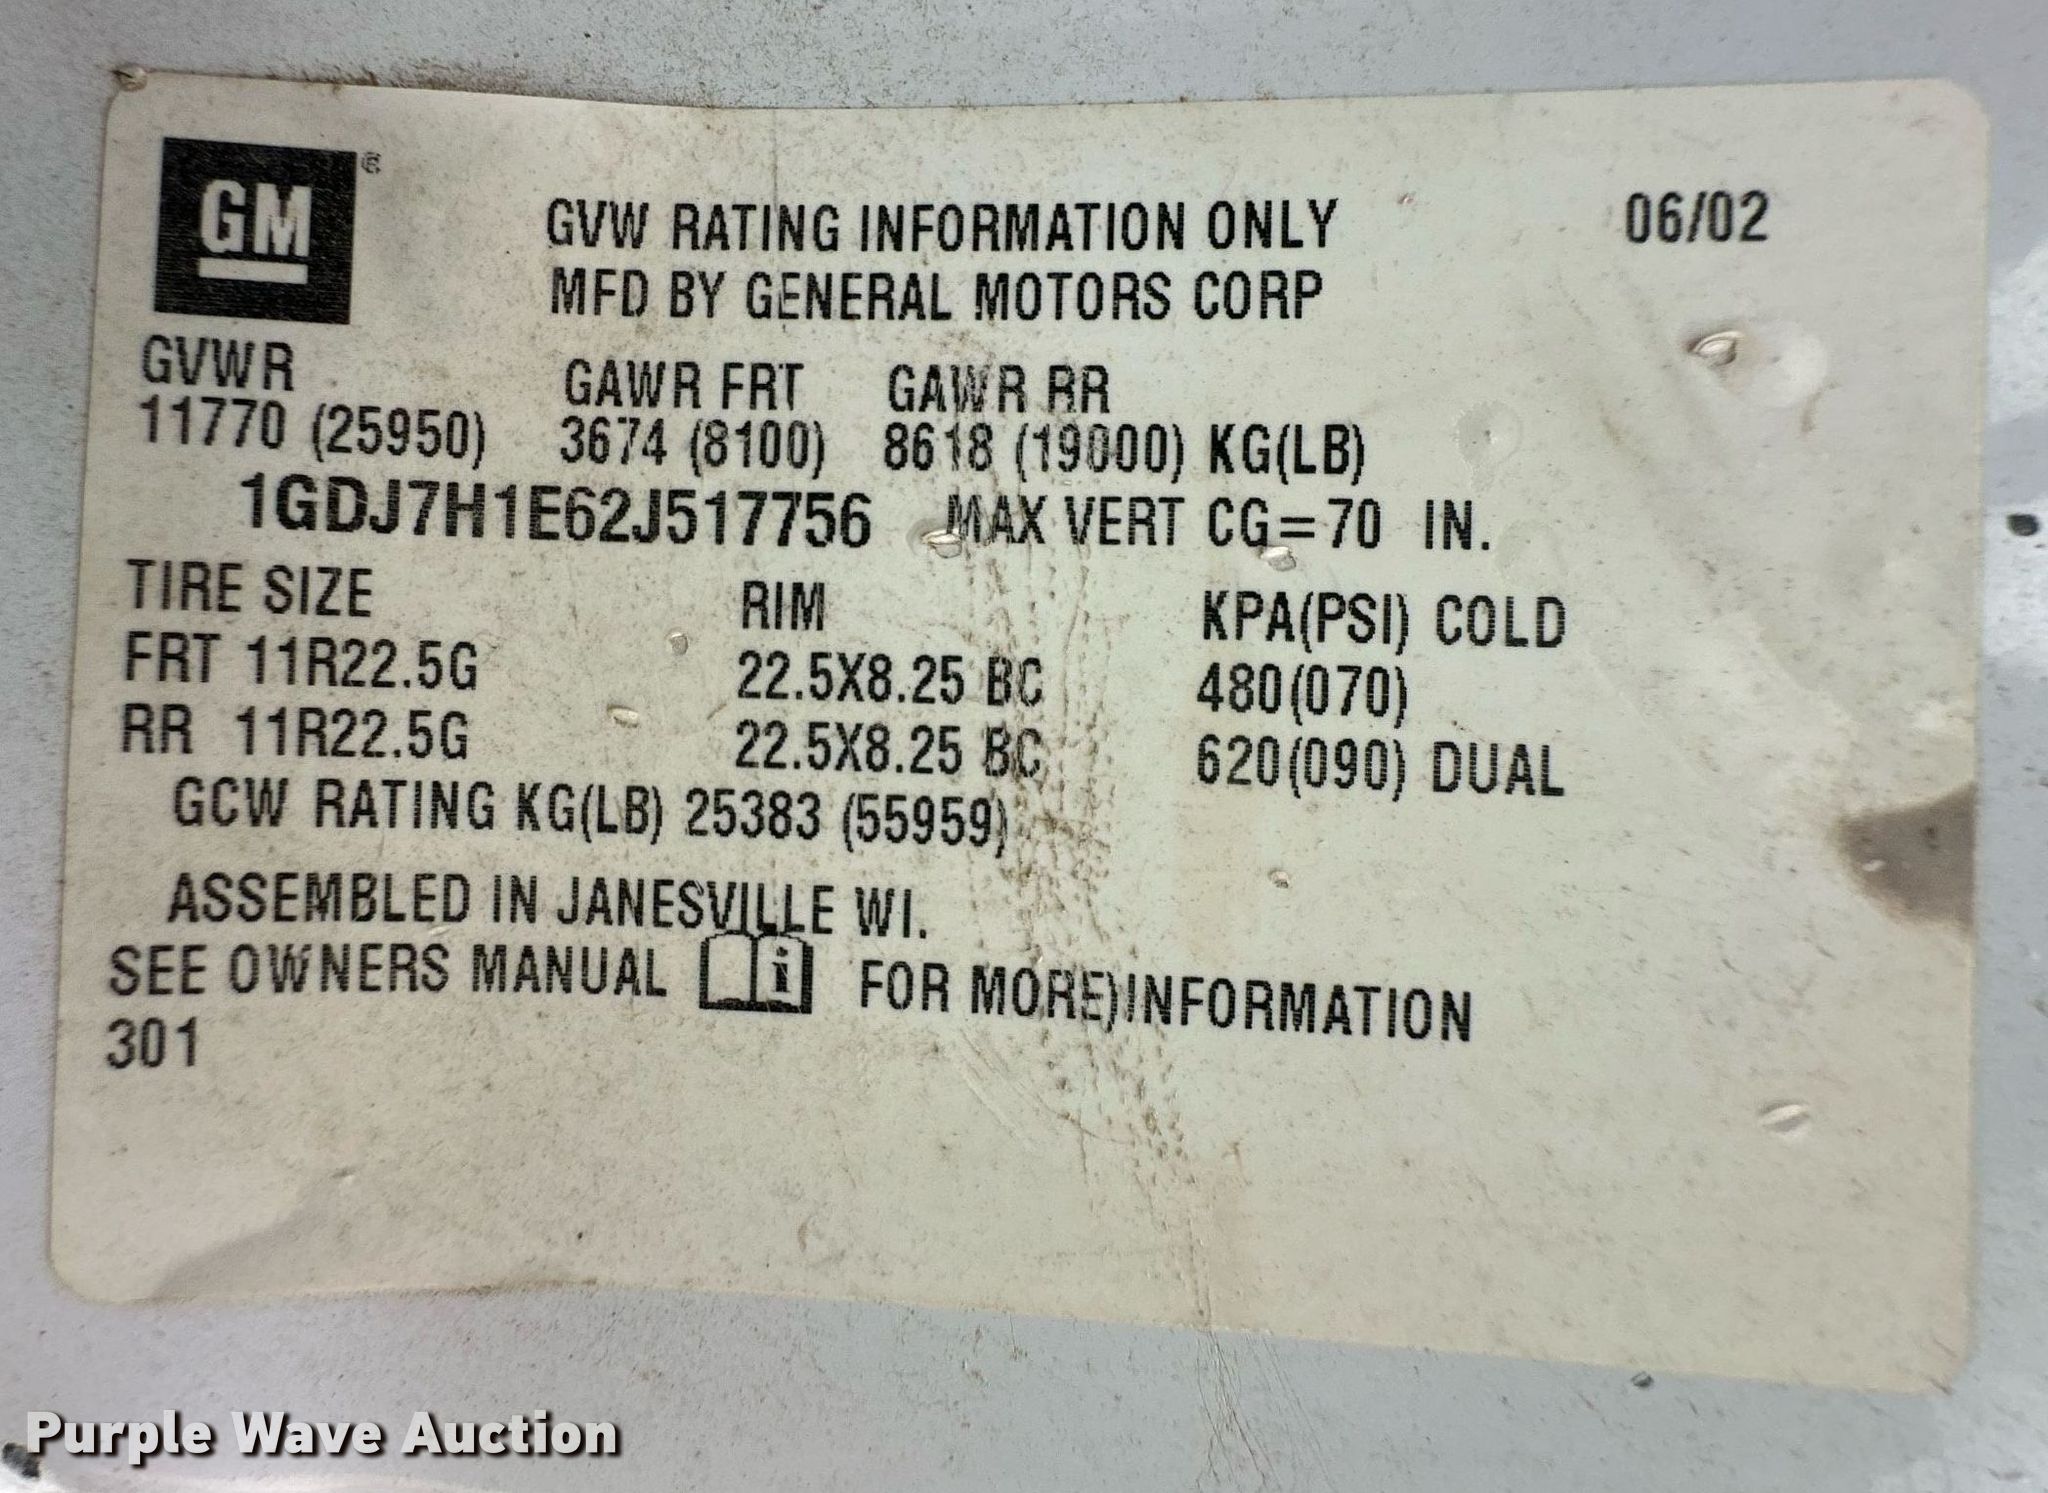 GM ®
GVW RATING INFORMATION ONLY 06/02
MFD BY GENERAL MOTORS CORP
GVWR GAWR FRT GAWR RR
11770 (25950) 3674 (8100) 8618 (19000) KG(LB)
1GDJ7H1E62J517756 MAX VERT CG=70 IN.
TIRE SIZE RIM KPA(PSI) COLD
FRT 11R22.5G 22.5X8.25 BC 480(070)
RR 11R22.5G 22.5X8.25 BC 620(090) DUAL
GCW RATING KG(LB) 25383 (55959)
ASSEMBLED IN JANESVILLE WI.
SEE OWNERS MANUAL i FOR MORE)INFORMATION
301
Purple Wave Auction